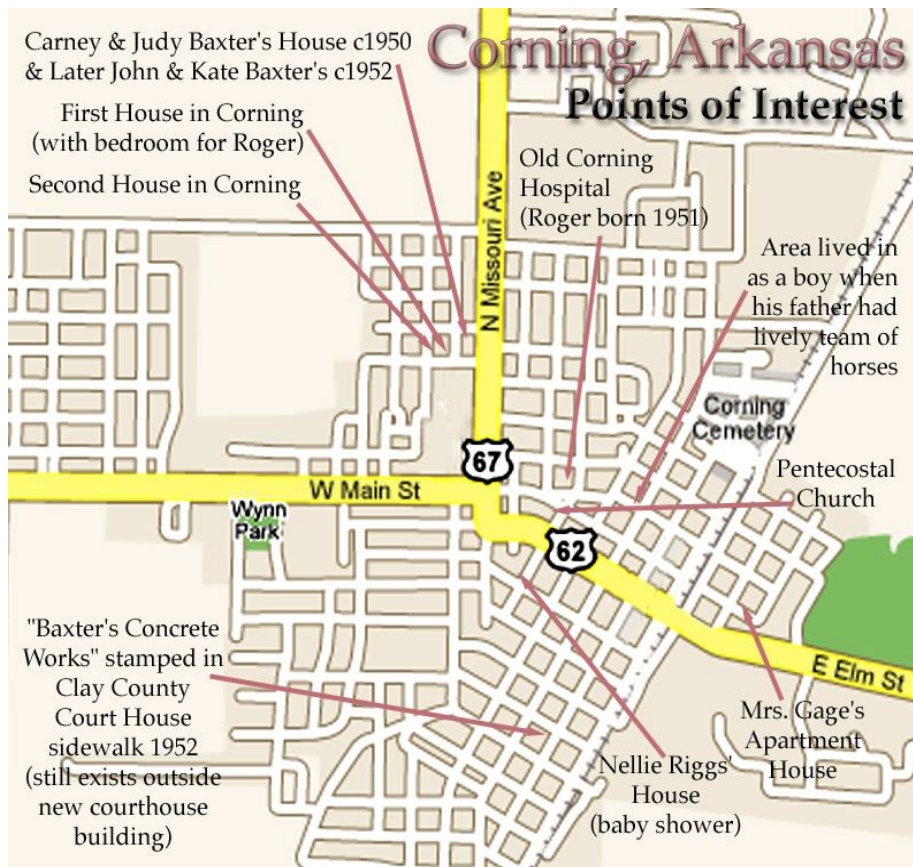 Corning, Arkansas
Points of Interest
Carney & Judy Baxter's House c1950
& Later John & Kate Baxter's c1952
First House in Corning
(with bedroom for Roger)
Second House in Corning
N Missouri Ave
Old Corning
Hospital
(Roger born 1951)
Area lived in
as a boy when
his father had
lively team of
horses
Corning
Cemetery
67
W Main St
Pentecostal
Church
Wynn
Park
62
"Baxter's Concrete
Works" stamped in
Clay County
Court House
sidewalk 1952
(still exists outside
new courthouse
building)
E Elm St
Mrs. Gage's
Apartment
House
Nellie Riggs'
House
(baby shower)